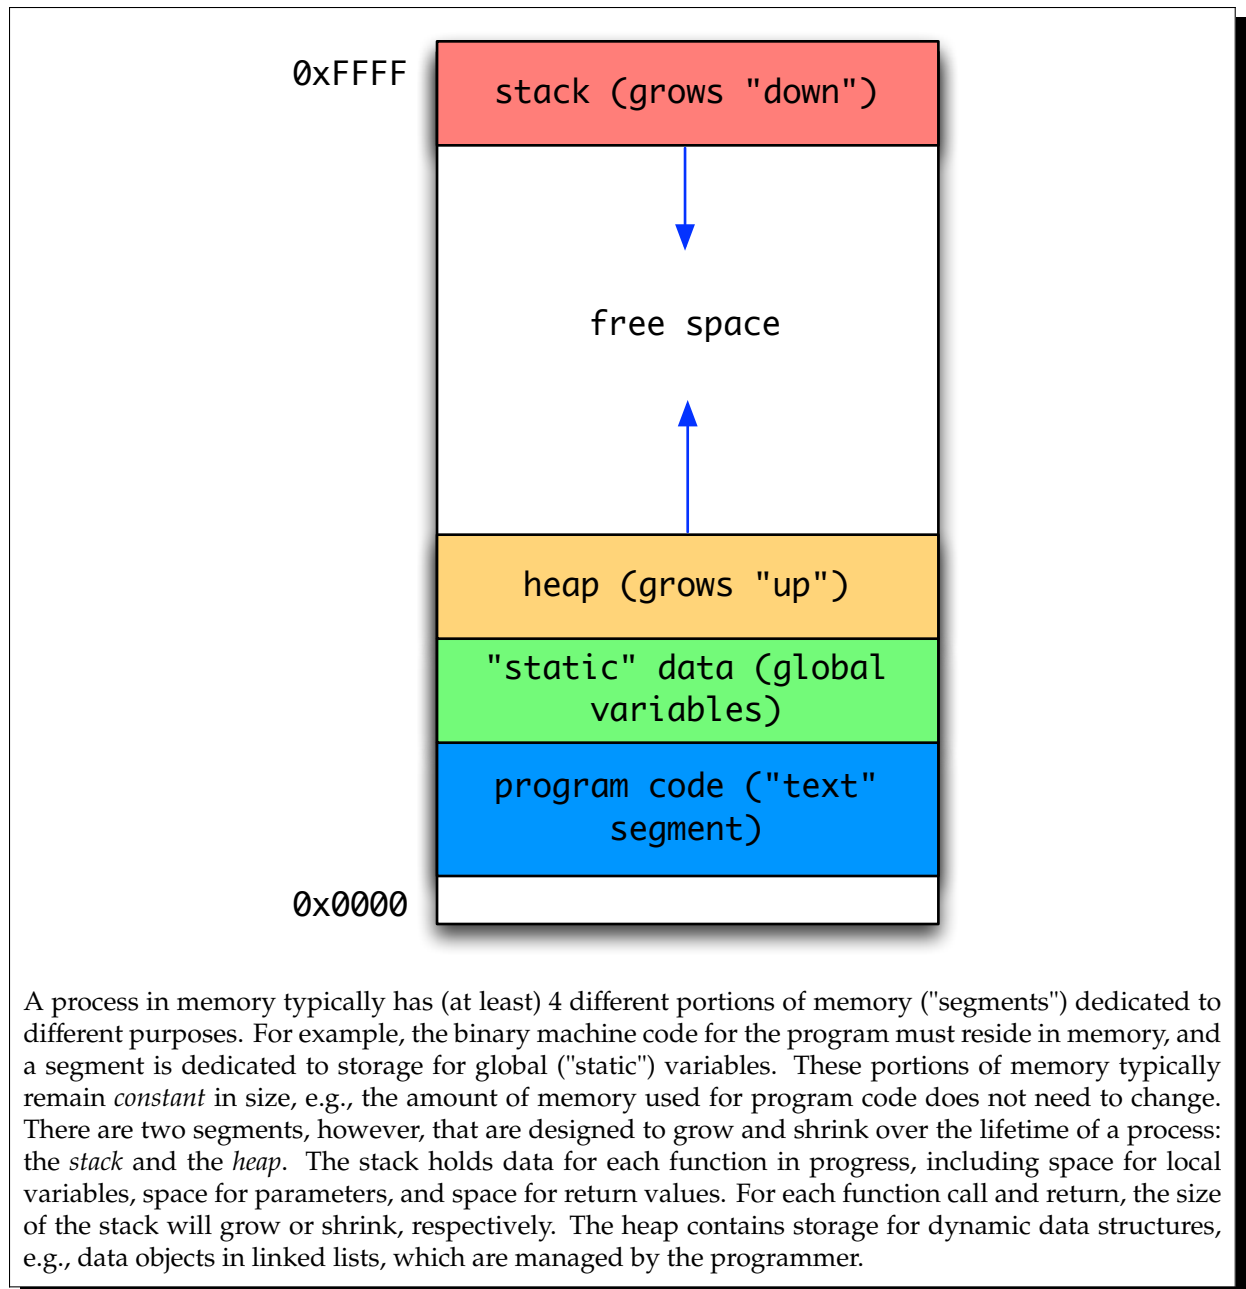 0xFFFF
stack (grows "down")
free space
heap (grows "up")
"static" data (global
variables)
program code ("text"
segment)
0x0000
A process in memory typically has (at least) 4 different portions of memory ("segments") dedicated to
different purposes. For example, the binary machine code for the program must reside in memory, and
a segment is dedicated to storage for global ("static") variables. These portions of memory typically
remain constant in size, e.g., the amount of memory used for program code does not need to change.
There are two segments, however, that are designed to grow and shrink over the lifetime of a process:
the stack and the heap. The stack holds data for each function in progress, including space for local
variables, space for parameters, and space for return values. For each function call and return, the size
of the stack will grow or shrink, respectively. The heap contains storage for dynamic data structures,
e.g., data objects in linked lists, which are managed by the programmer.